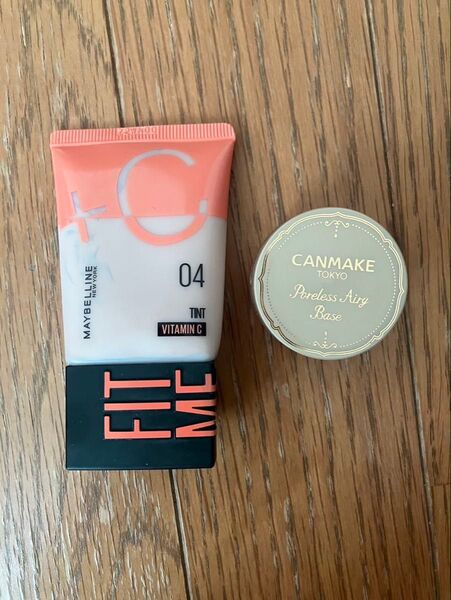 +C
MAYBELLINE
NEW YORK
04
TINT
VITAMIN C
FIT
ME
CANMAKE
TOKYO
Poreless Airy
Base